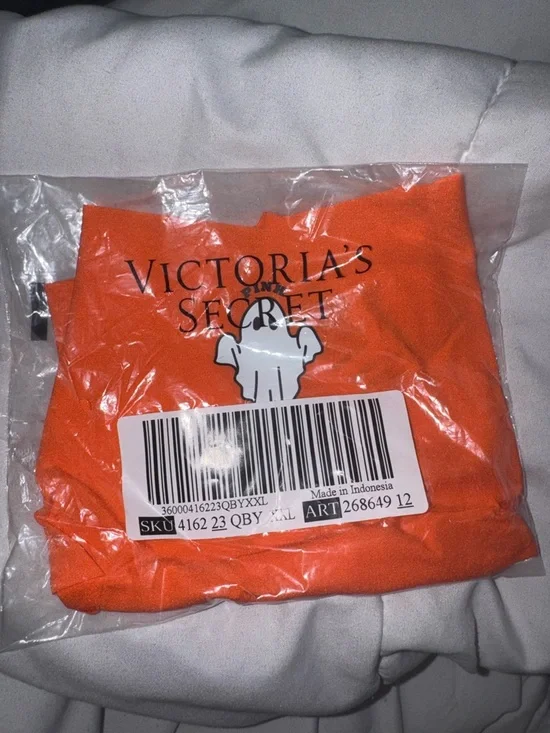 VICTORIA'S
SECRET
PINK
36000416223QBYXXL
Made in Indonesia
SKU 4162 23 QBY XXL ART 268649 12